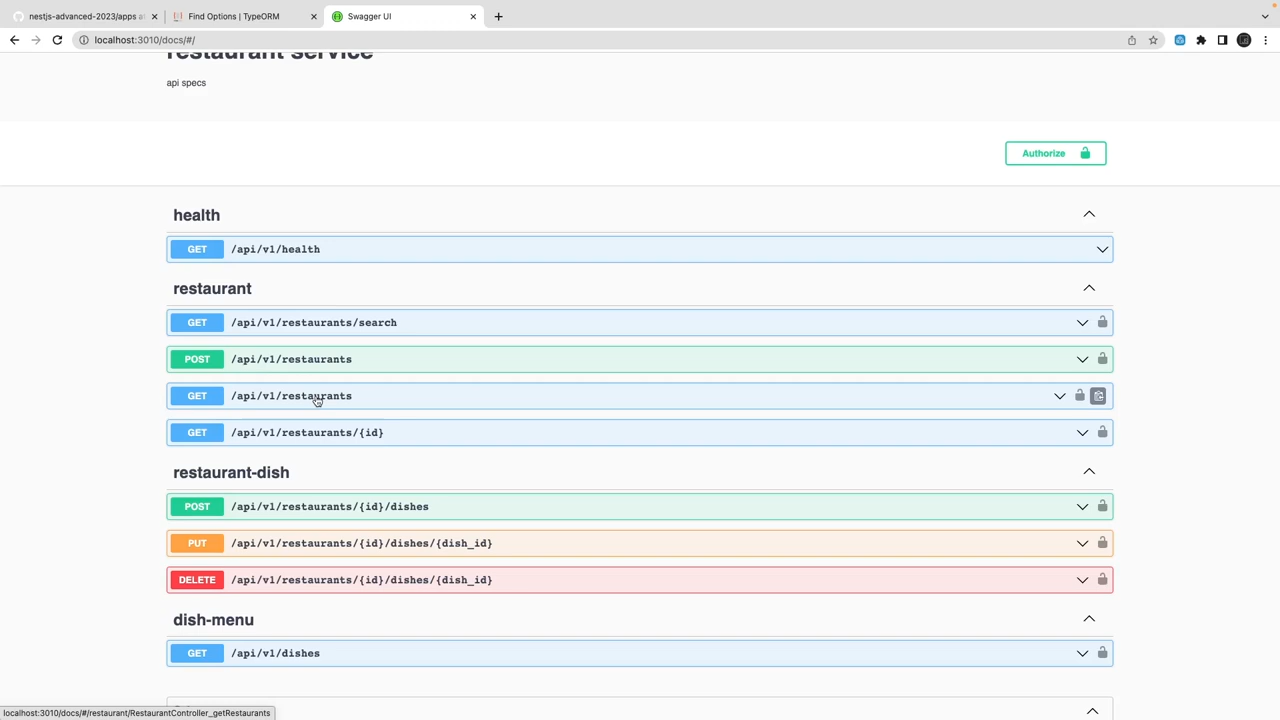 nestjs-advanced-2023/apps at
Find Options | TypeORM
Swagger UI
localhost:3010/docs/#/
restaurant service
api specs
Authorize
health
GET /api/v1/health
restaurant
GET /api/v1/restaurants/search
POST /api/v1/restaurants
GET /api/v1/restaurants
GET /api/v1/restaurants/{id}
restaurant-dish
POST /api/v1/restaurants/{id}/dishes
PUT /api/v1/restaurants/{id}/dishes/{dish_id}
DELETE /api/v1/restaurants/{id}/dishes/{dish_id}
dish-menu
GET /api/v1/dishes
localhost:3010/docs/#/restaurant/RestaurantController_getRestaurants